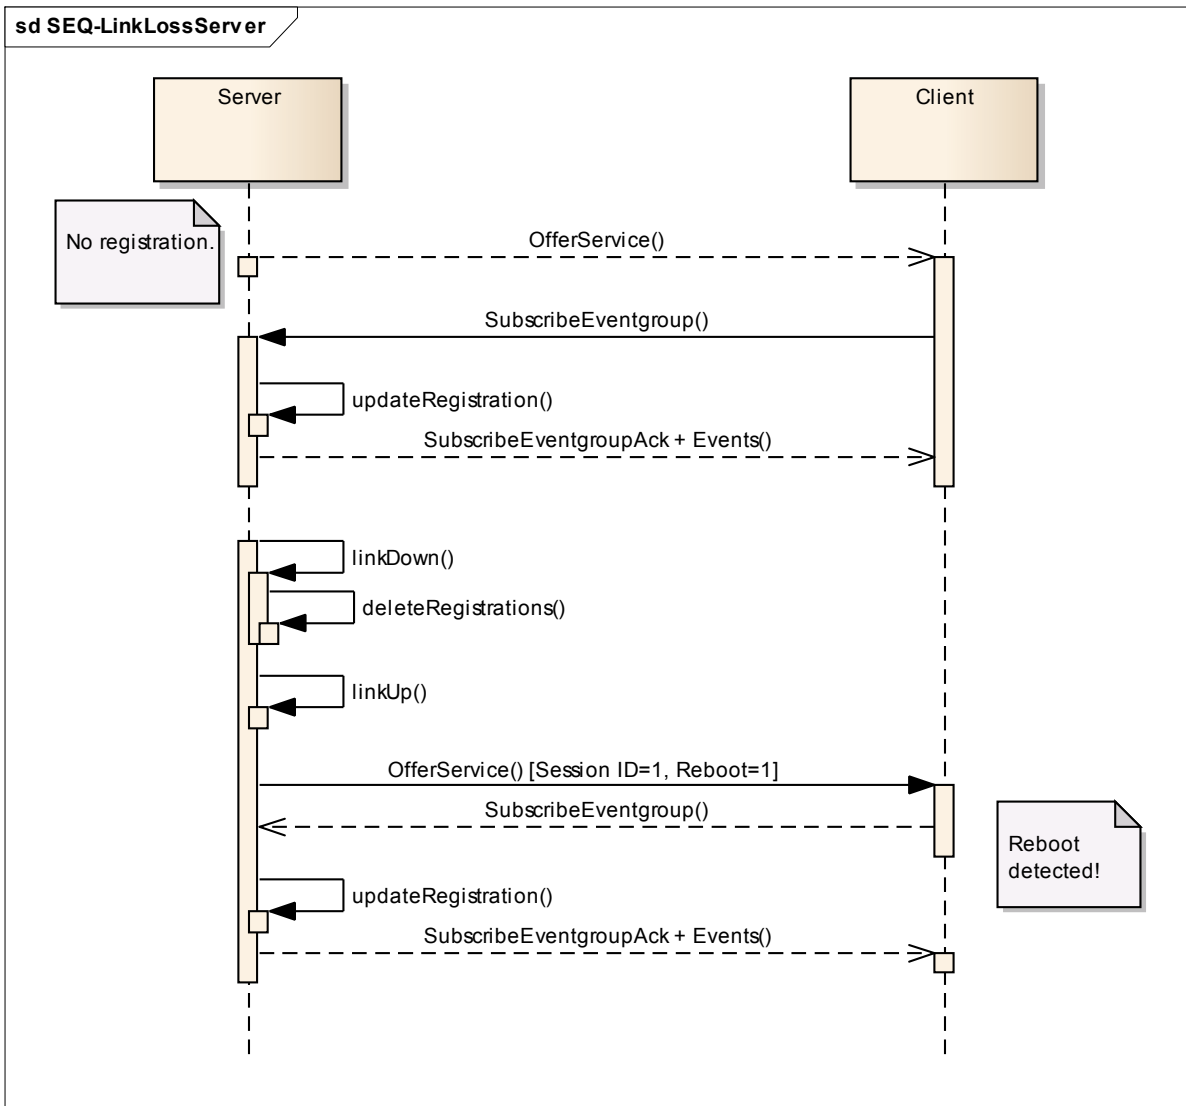 sd SEQ-LinkLossServer
Server
Client
No registration.
OfferService()
SubscribeEventgroup()
updateRegistration()
SubscribeEventgroupAck + Events()
linkDown()
deleteRegistrations()
linkUp()
OfferService() [Session ID=1, Reboot=1]
SubscribeEventgroup()
Reboot
detected!
updateRegistration()
SubscribeEventgroupAck + Events()